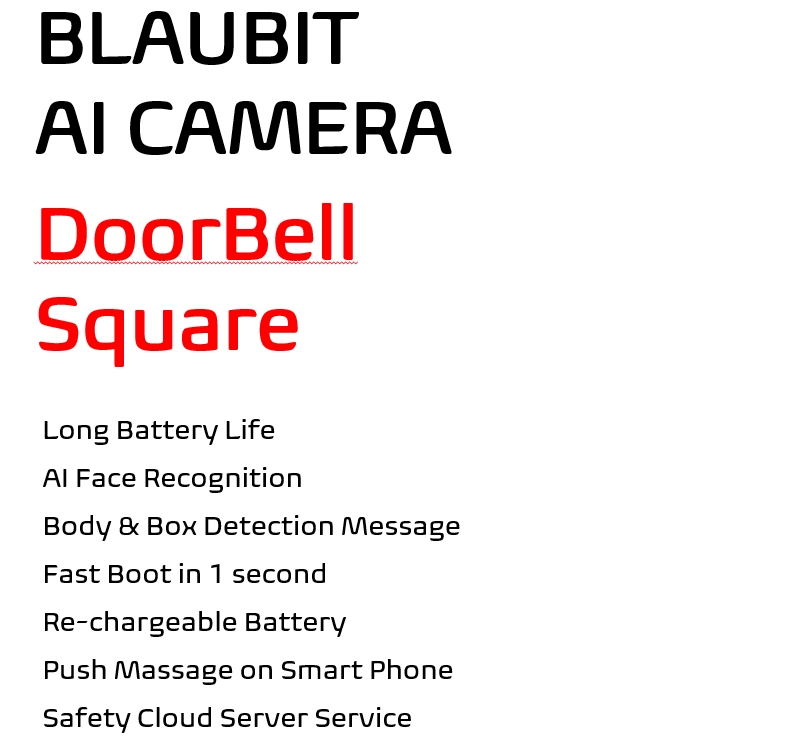 BLAUBIT
AI CAMERA
DoorBell
Square
Long Battery Life
AI Face Recognition
Body & Box Detection Message
Fast Boot in 1 second
Re-chargeable Battery
Push Massage on Smart Phone
Safety Cloud Server Service